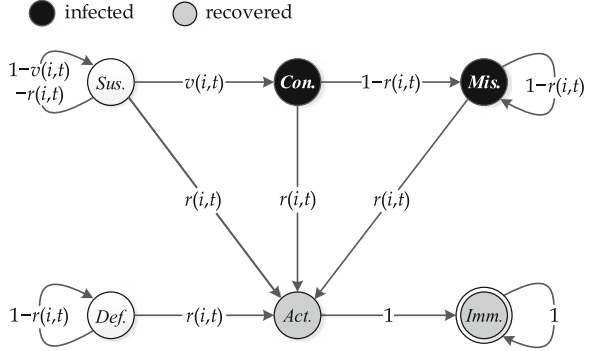 infected recovered
1−v(i,t)
−r(i,t)
Sus. v(i,t) Con. 1−r(i,t) Mis. 1−r(i,t)
r(i,t) r(i,t) r(i,t)
1−r(i,t) Def. r(i,t) Act. 1 Imm. 1